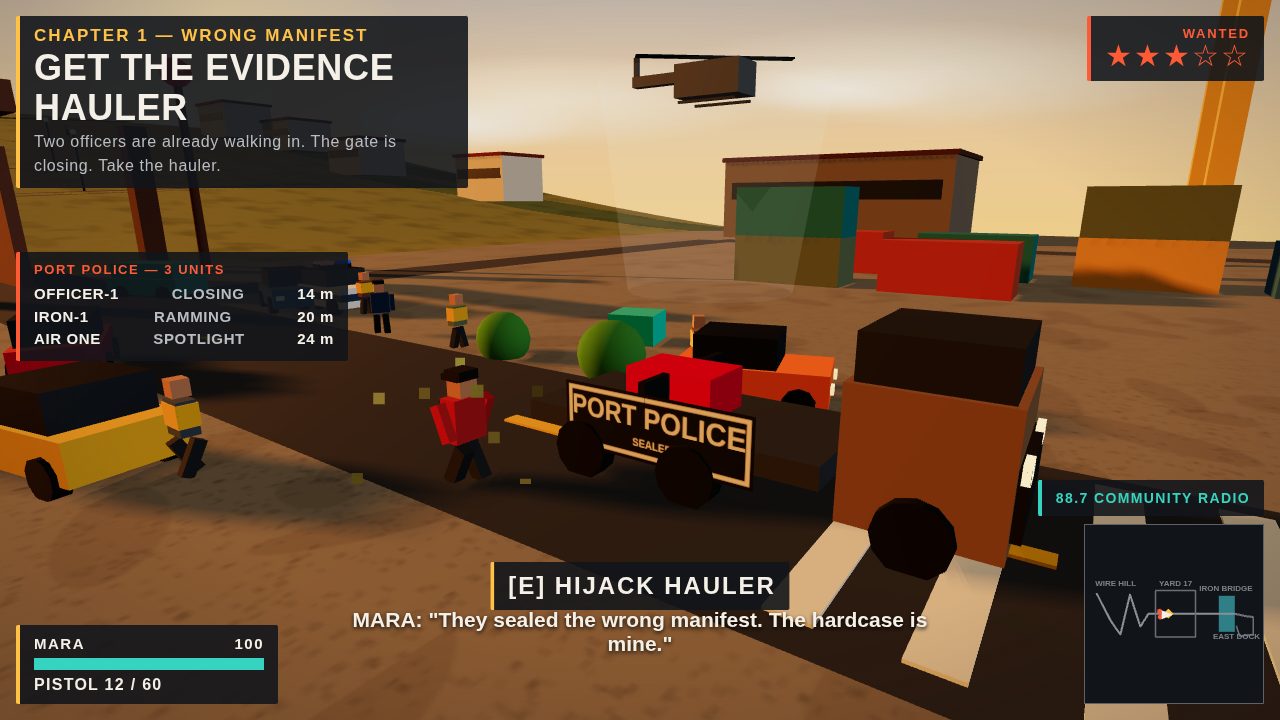 CHAPTER 1 — WRONG MANIFEST
GET THE EVIDENCE
HAULER
Two officers are already walking in. The gate is
closing. Take the hauler.
WANTED
★★★☆☆
PORT POLICE — 3 UNITS
OFFICER-1 CLOSING 14 m
IRON-1 RAMMING 20 m
AIR ONE SPOTLIGHT 24 m
PORT POLICE
88.7 COMMUNITY RADIO
[E] HIJACK HAULER
MARA: "They sealed the wrong manifest. The hardcase is
mine."
WIRE HILL
YARD 17
IRON BRIDGE
EAST DOCK
MARA 100
PISTOL 12 / 60